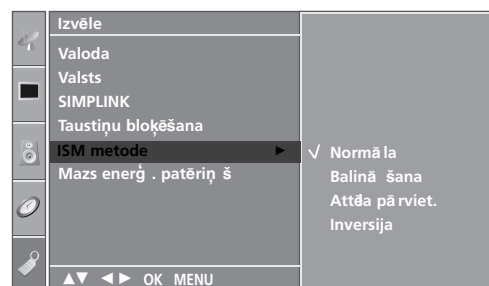 Izvēle
Valoda
Valsts
SIMPLINK
Taustiņu bloķēšana
ISM metode ►
Mazs enerģ . patēriņ š
√ Normā la
Balinā šana
Attēla pā rviet.
Inversija
▲▼ ◄► OK MENU